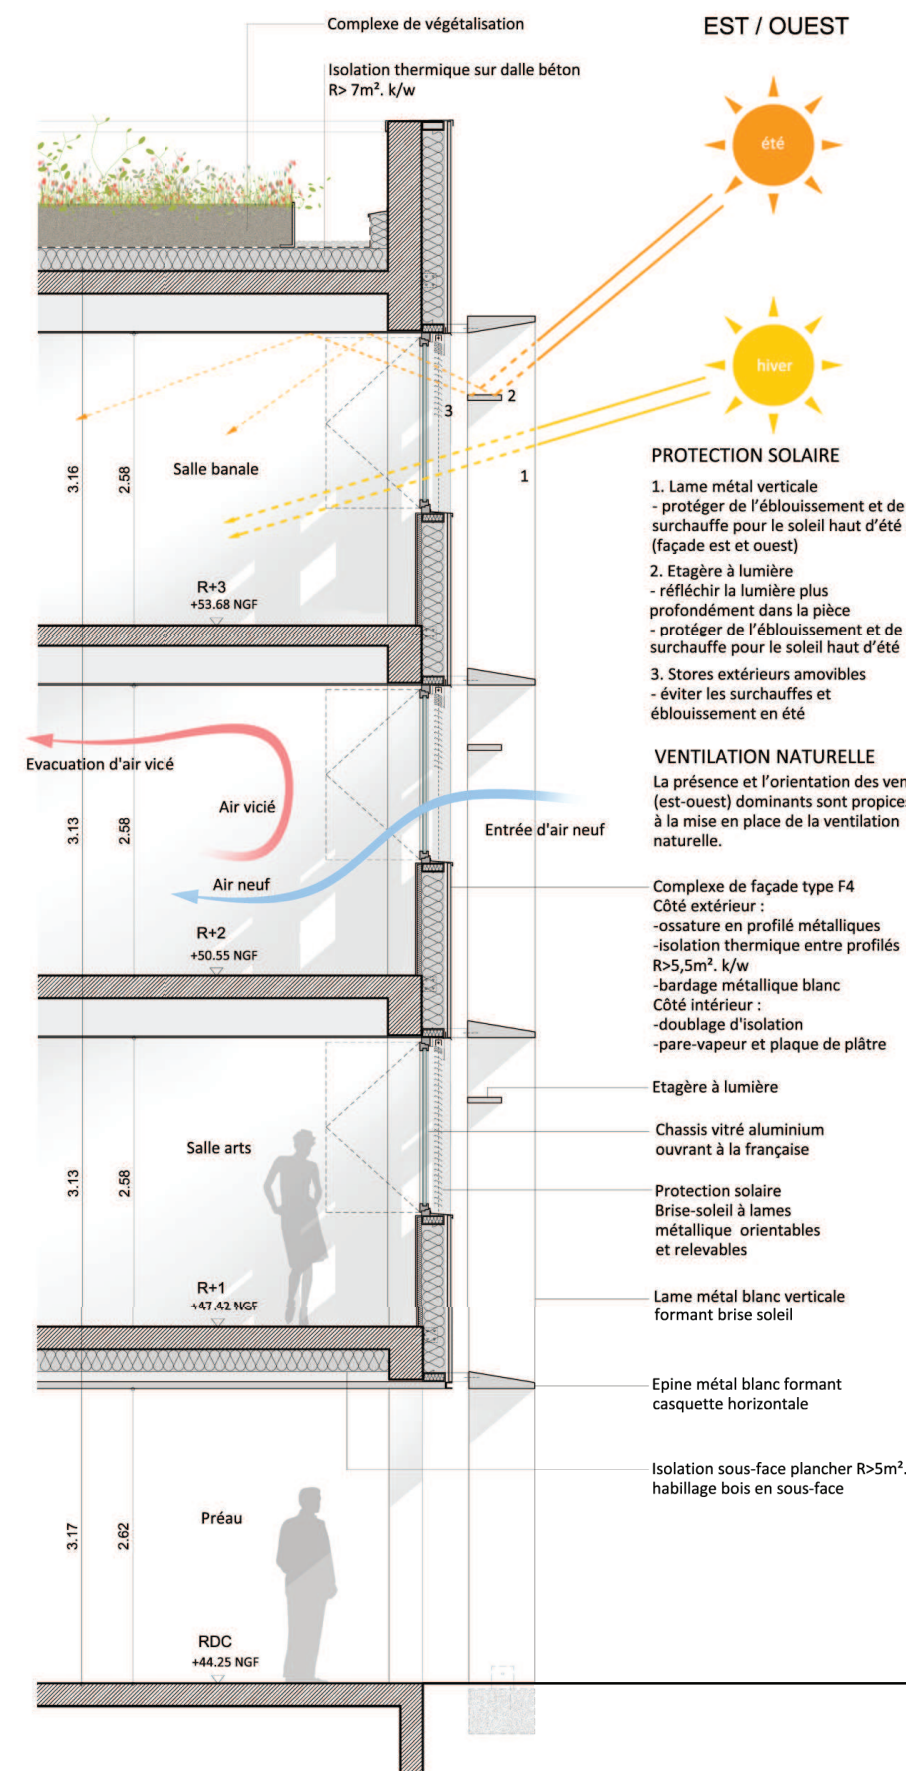 Complexe de végétalisation
EST / OUEST
Isolation thermique sur dalle béton
R> 7m². k/w
été
hiver
3
2
1
3.16
2.58
Salle banale
R+3
+53.68 NGF
PROTECTION SOLAIRE
1. Lame métal verticale
- protéger de l'éblouissement et de
surchauffe pour le soleil haut d'été
(façade est et ouest)
2. Etagère à lumière
- réfléchir la lumière plus
profondément dans la pièce
- protéger de l'éblouissement et de
surchauffe pour le soleil haut d'été
3. Stores extérieurs amovibles
- éviter les surchauffes et
éblouissement en été
VENTILATION NATURELLE
La présence et l'orientation des ven
(est-ouest) dominants sont propices
à la mise en place de la ventilation
naturelle.
Evacuation d'air vicé
Air vicié
3.13
2.58
Entrée d'air neuf
Air neuf
R+2
+50.55 NGF
Complexe de façade type F4
Côté extérieur :
-ossature en profilé métalliques
-isolation thermique entre profilés
R>5,5m². k/w
-bardage métallique blanc
Côté intérieur :
-doublage d'isolation
-pare-vapeur et plaque de plâtre
Etagère à lumière
Salle arts
3.13
2.58
Chassis vitré aluminium
ouvrant à la française
Protection solaire
Brise-soleil à lames
métallique orientables
et relevables
R+1
+47.42 NGF
Lame métal blanc verticale
formant brise soleil
Epine métal blanc formant
casquette horizontale
Isolation sous-face plancher R>5m².
habillage bois en sous-face
Préau
3.17
2.62
RDC
+44.25 NGF